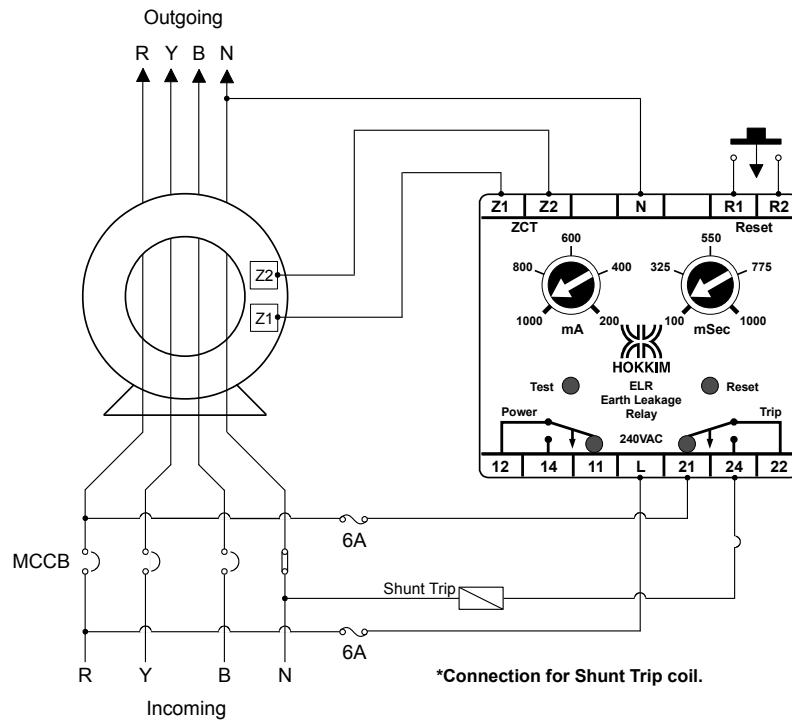 Outgoing
R Y B N
Z2
Z1
Z1 Z2 N R1 R2
ZCT Reset
600
800 400
1000 200
mA
550
325 775
100 1000
mSec
HOKKIM
Test ELR Reset
Earth Leakage
Relay
Power 240VAC Trip
12 14 11 L 21 24 22
6A
MCCB
Shunt Trip
6A
R Y B N
*Connection for Shunt Trip coil.
Incoming